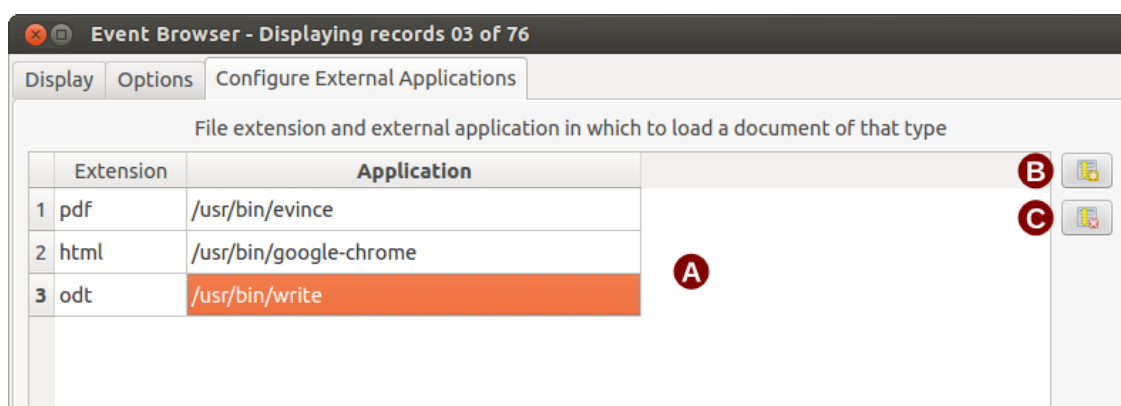 Event Browser - Displaying records 03 of 76
Display Options Configure External Applications
File extension and external application in which to load a document of that type
Extension Application B
1 pdf /usr/bin/evince C
2 html /usr/bin/google-chrome A
3 odt /usr/bin/write